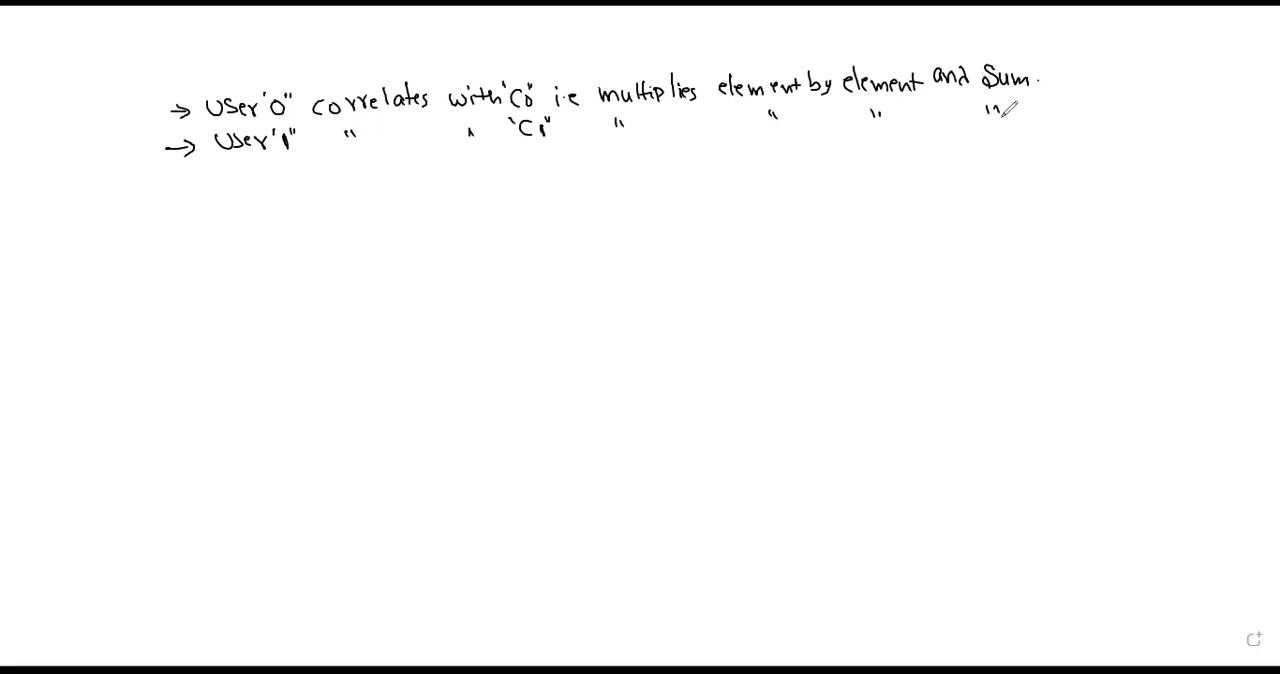 → User "0" correlates with "C0" i.e multiplies element by element and Sum.
→ User "1" " " "C1" " " " "